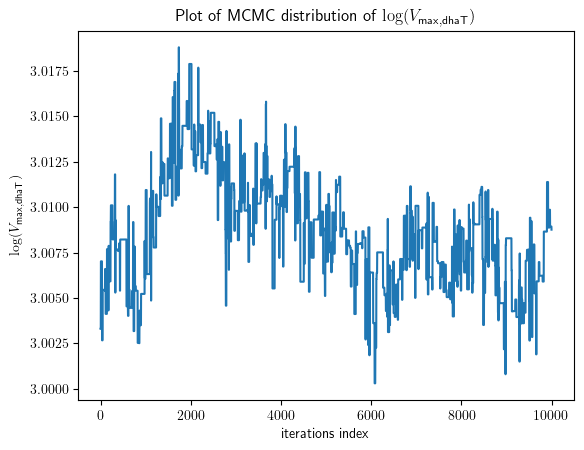 Plot of MCMC distribution of log(V_max,dhaT)
log(V_max,dhaT)
3.0175
3.0150
3.0125
3.0100
3.0075
3.0050
3.0025
3.0000
0 2000 4000 6000 8000 10000
iterations index